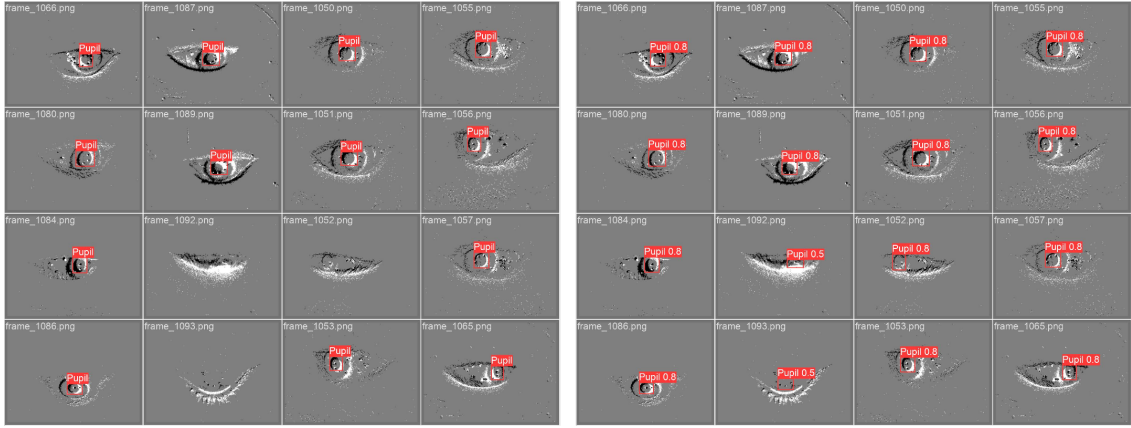 frame_1066.png frame_1087.png frame_1050.png frame_1055.png frame_1066.png frame_1087.png frame_1050.png frame_1055.png
Pupil Pupil Pupil Pupil Pupil 0.8 Pupil 0.8 Pupil 0.8 Pupil 0.8
frame_1080.png frame_1089.png frame_1051.png frame_1056.png frame_1080.png frame_1089.png frame_1051.png frame_1056.png
Pupil Pupil Pupil Pupil Pupil 0.8 Pupil 0.8 Pupil 0.8 Pupil 0.8
frame_1084.png frame_1092.png frame_1052.png frame_1057.png frame_1084.png frame_1092.png frame_1052.png frame_1057.png
Pupil Pupil Pupil 0.8 Pupil 0.5 Pupil 0.8 Pupil 0.8
frame_1086.png frame_1093.png frame_1053.png frame_1065.png frame_1086.png frame_1093.png frame_1053.png frame_1065.png
Pupil Pupil Pupil Pupil 0.8 Pupil 0.5 Pupil 0.8 Pupil 0.8